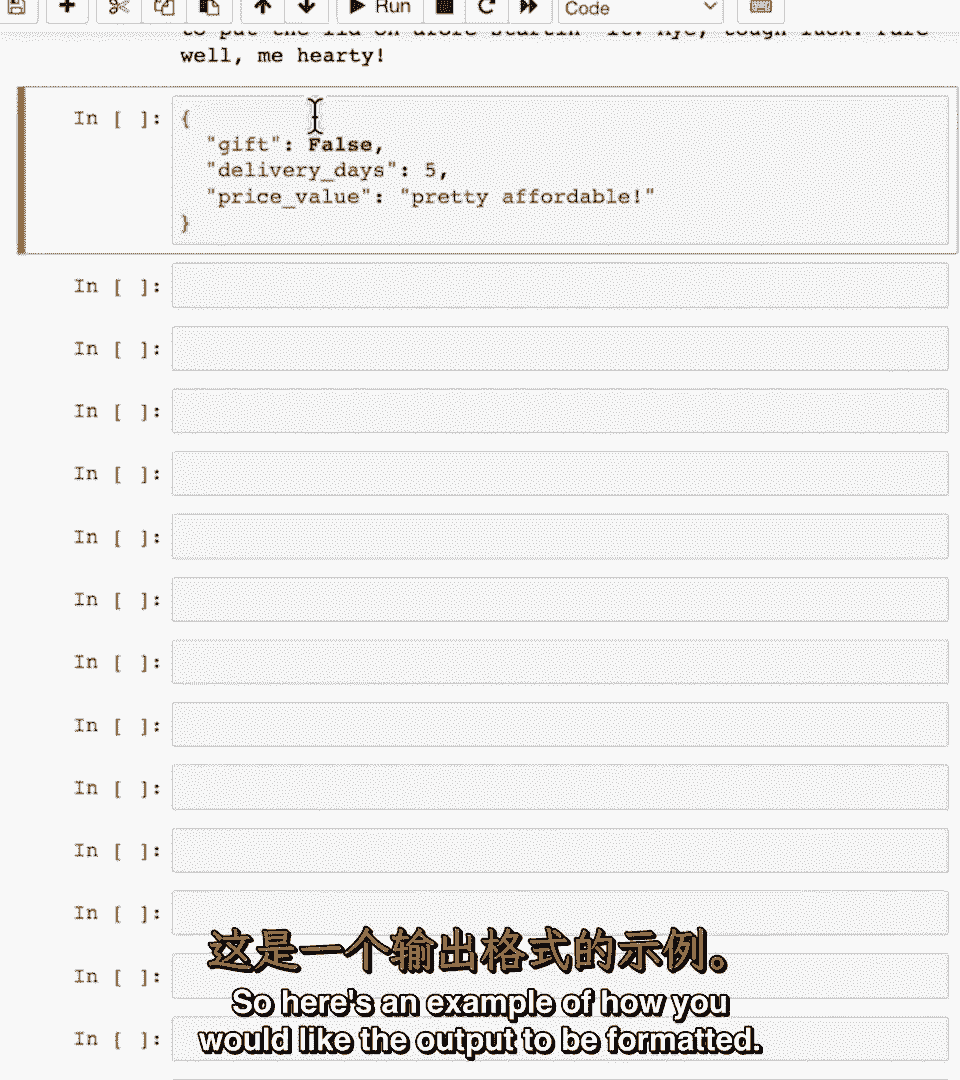 Run
Code
to put the lid on afore startin' it! Aye, tough luck! Fare
well, me hearty!
In [ ]:
{
"gift": False,
"delivery_days": 5,
"price_value": "pretty affordable!"
}
In [ ]:
In [ ]:
In [ ]:
In [ ]:
In [ ]:
In [ ]:
In [ ]:
In [ ]:
In [ ]:
In [ ]:
In [ ]:
In [ ]:
In [ ]:
这是一个输出格式的示例。
So here's an example of how you
would like the output to be formatted.